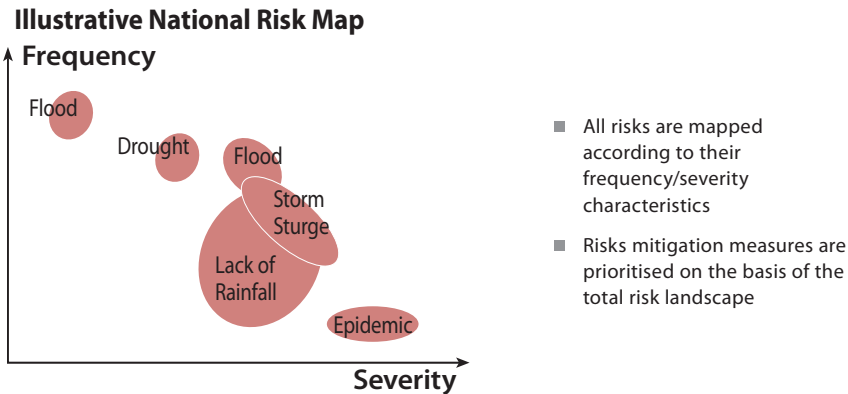 Illustrative National Risk Map
Frequency
Flood
Drought
Flood
Storm
Sturge
Lack of
Rainfall
Epidemic
Severity
All risks are mapped
according to their
frequency/severity
characteristics
Risks mitigation measures are
prioritised on the basis of the
total risk landscape